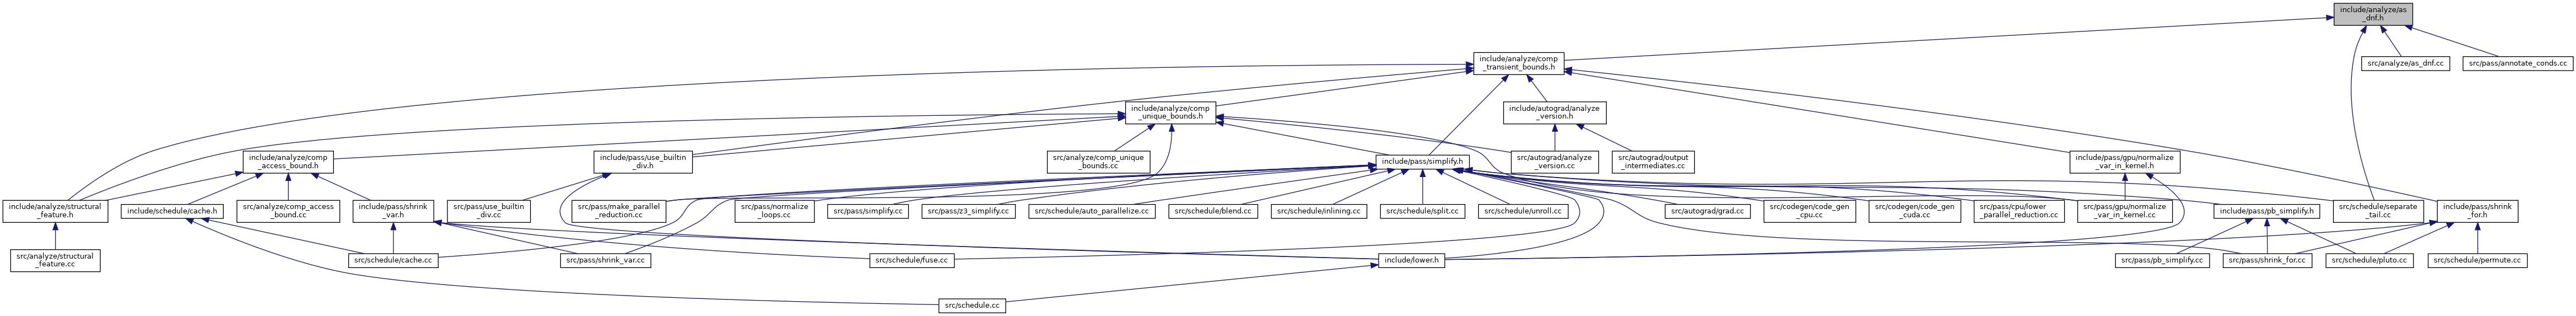 include/analyze/as
_dnf.h
include/analyze/comp
_transient_bounds.h
src/analyze/as_dnf.cc
src/pass/annotate_conds.cc
include/analyze/comp
_unique_bounds.h
include/autograd/analyze
_version.h
include/analyze/comp
_access_bound.h
include/pass/use_builtin
_div.h
src/analyze/comp_unique
_bounds.cc
include/pass/simplify.h
src/autograd/analyze
_version.cc
src/autograd/output
_intermediates.cc
include/pass/gpu/normalize
_var_in_kernel.h
include/analyze/structural
_feature.h
include/schedule/cache.h
src/analyze/comp_access
_bound.cc
include/pass/shrink
_var.h
src/pass/use_builtin
_div.cc
src/pass/make_parallel
_reduction.cc
src/pass/normalize
_loops.cc
src/pass/simplify.cc
src/pass/z3_simplify.cc
src/schedule/auto_parallelize.cc
src/schedule/blend.cc
src/schedule/inlining.cc
src/schedule/split.cc
src/schedule/unroll.cc
src/autograd/grad.cc
src/codegen/code_gen
_cpu.cc
src/codegen/code_gen
_cuda.cc
src/pass/cpu/lower
_parallel_reduction.cc
src/pass/gpu/normalize
_var_in_kernel.cc
include/pass/pb_simplify.h
src/schedule/separate
_tail.cc
include/pass/shrink
_for.h
src/analyze/structural
_feature.cc
src/schedule/cache.cc
src/pass/shrink_var.cc
src/schedule/fuse.cc
include/lower.h
src/pass/pb_simplify.cc
src/pass/shrink_for.cc
src/schedule/pluto.cc
src/schedule/permute.cc
src/schedule.cc